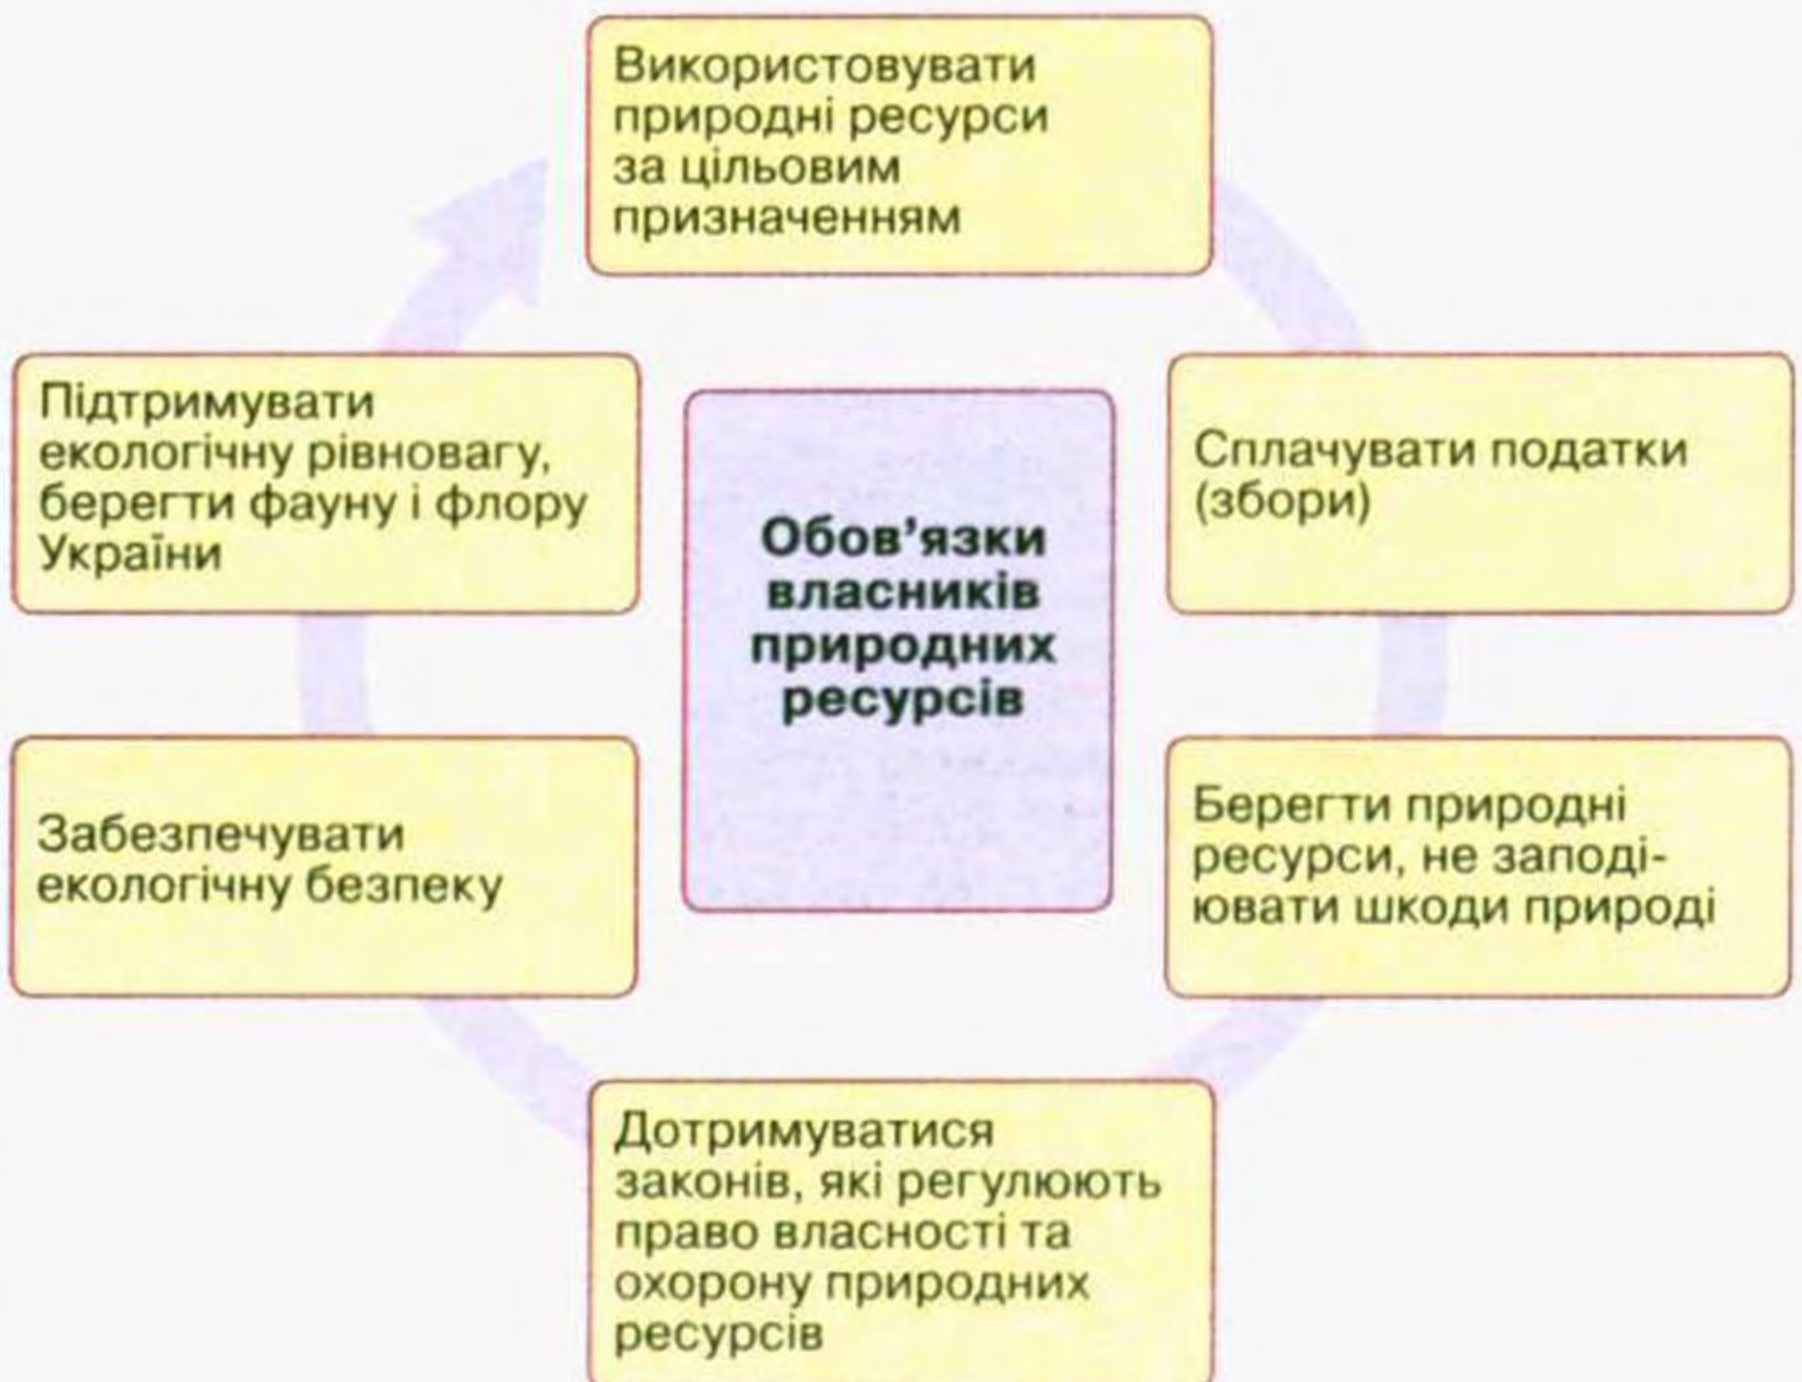 Використовувати
природні ресурси
за цільовим
призначенням
Підтримувати
екологічну рівновагу,
берегти фауну і флору
України
Обов’язки
власників
природних
ресурсів
Сплачувати податки
(збори)
Забезпечувати
екологічну безпеку
Берегти природні
ресурси, не заподі-
ювати шкоди природі
Дотримуватися
законів, які регулюють
право власності та
охорону природних
ресурсів